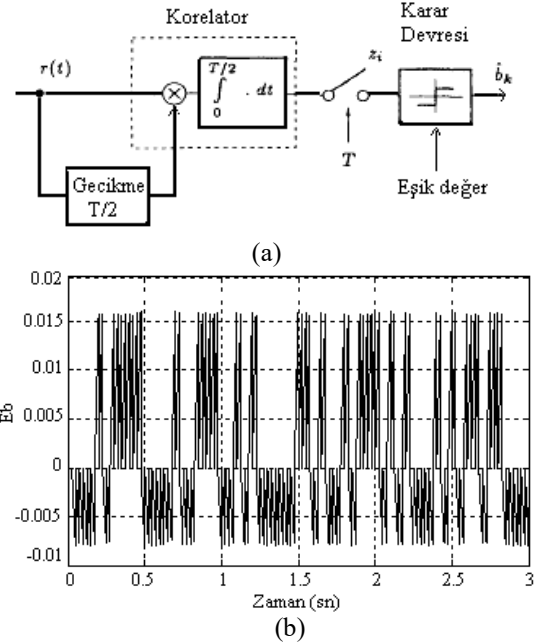 Korelator
Karar
Devresi
r(t)
T/2
∫ . dt
0
z_i
b̂_k
T
Gecikme
T/2
Eşik değer
(a)
0.02
0.015
0.01
0.005
0
-0.005
-0.01
Eb
0 0.5 1 1.5 2 2.5 3
Zaman (sn)
(b)